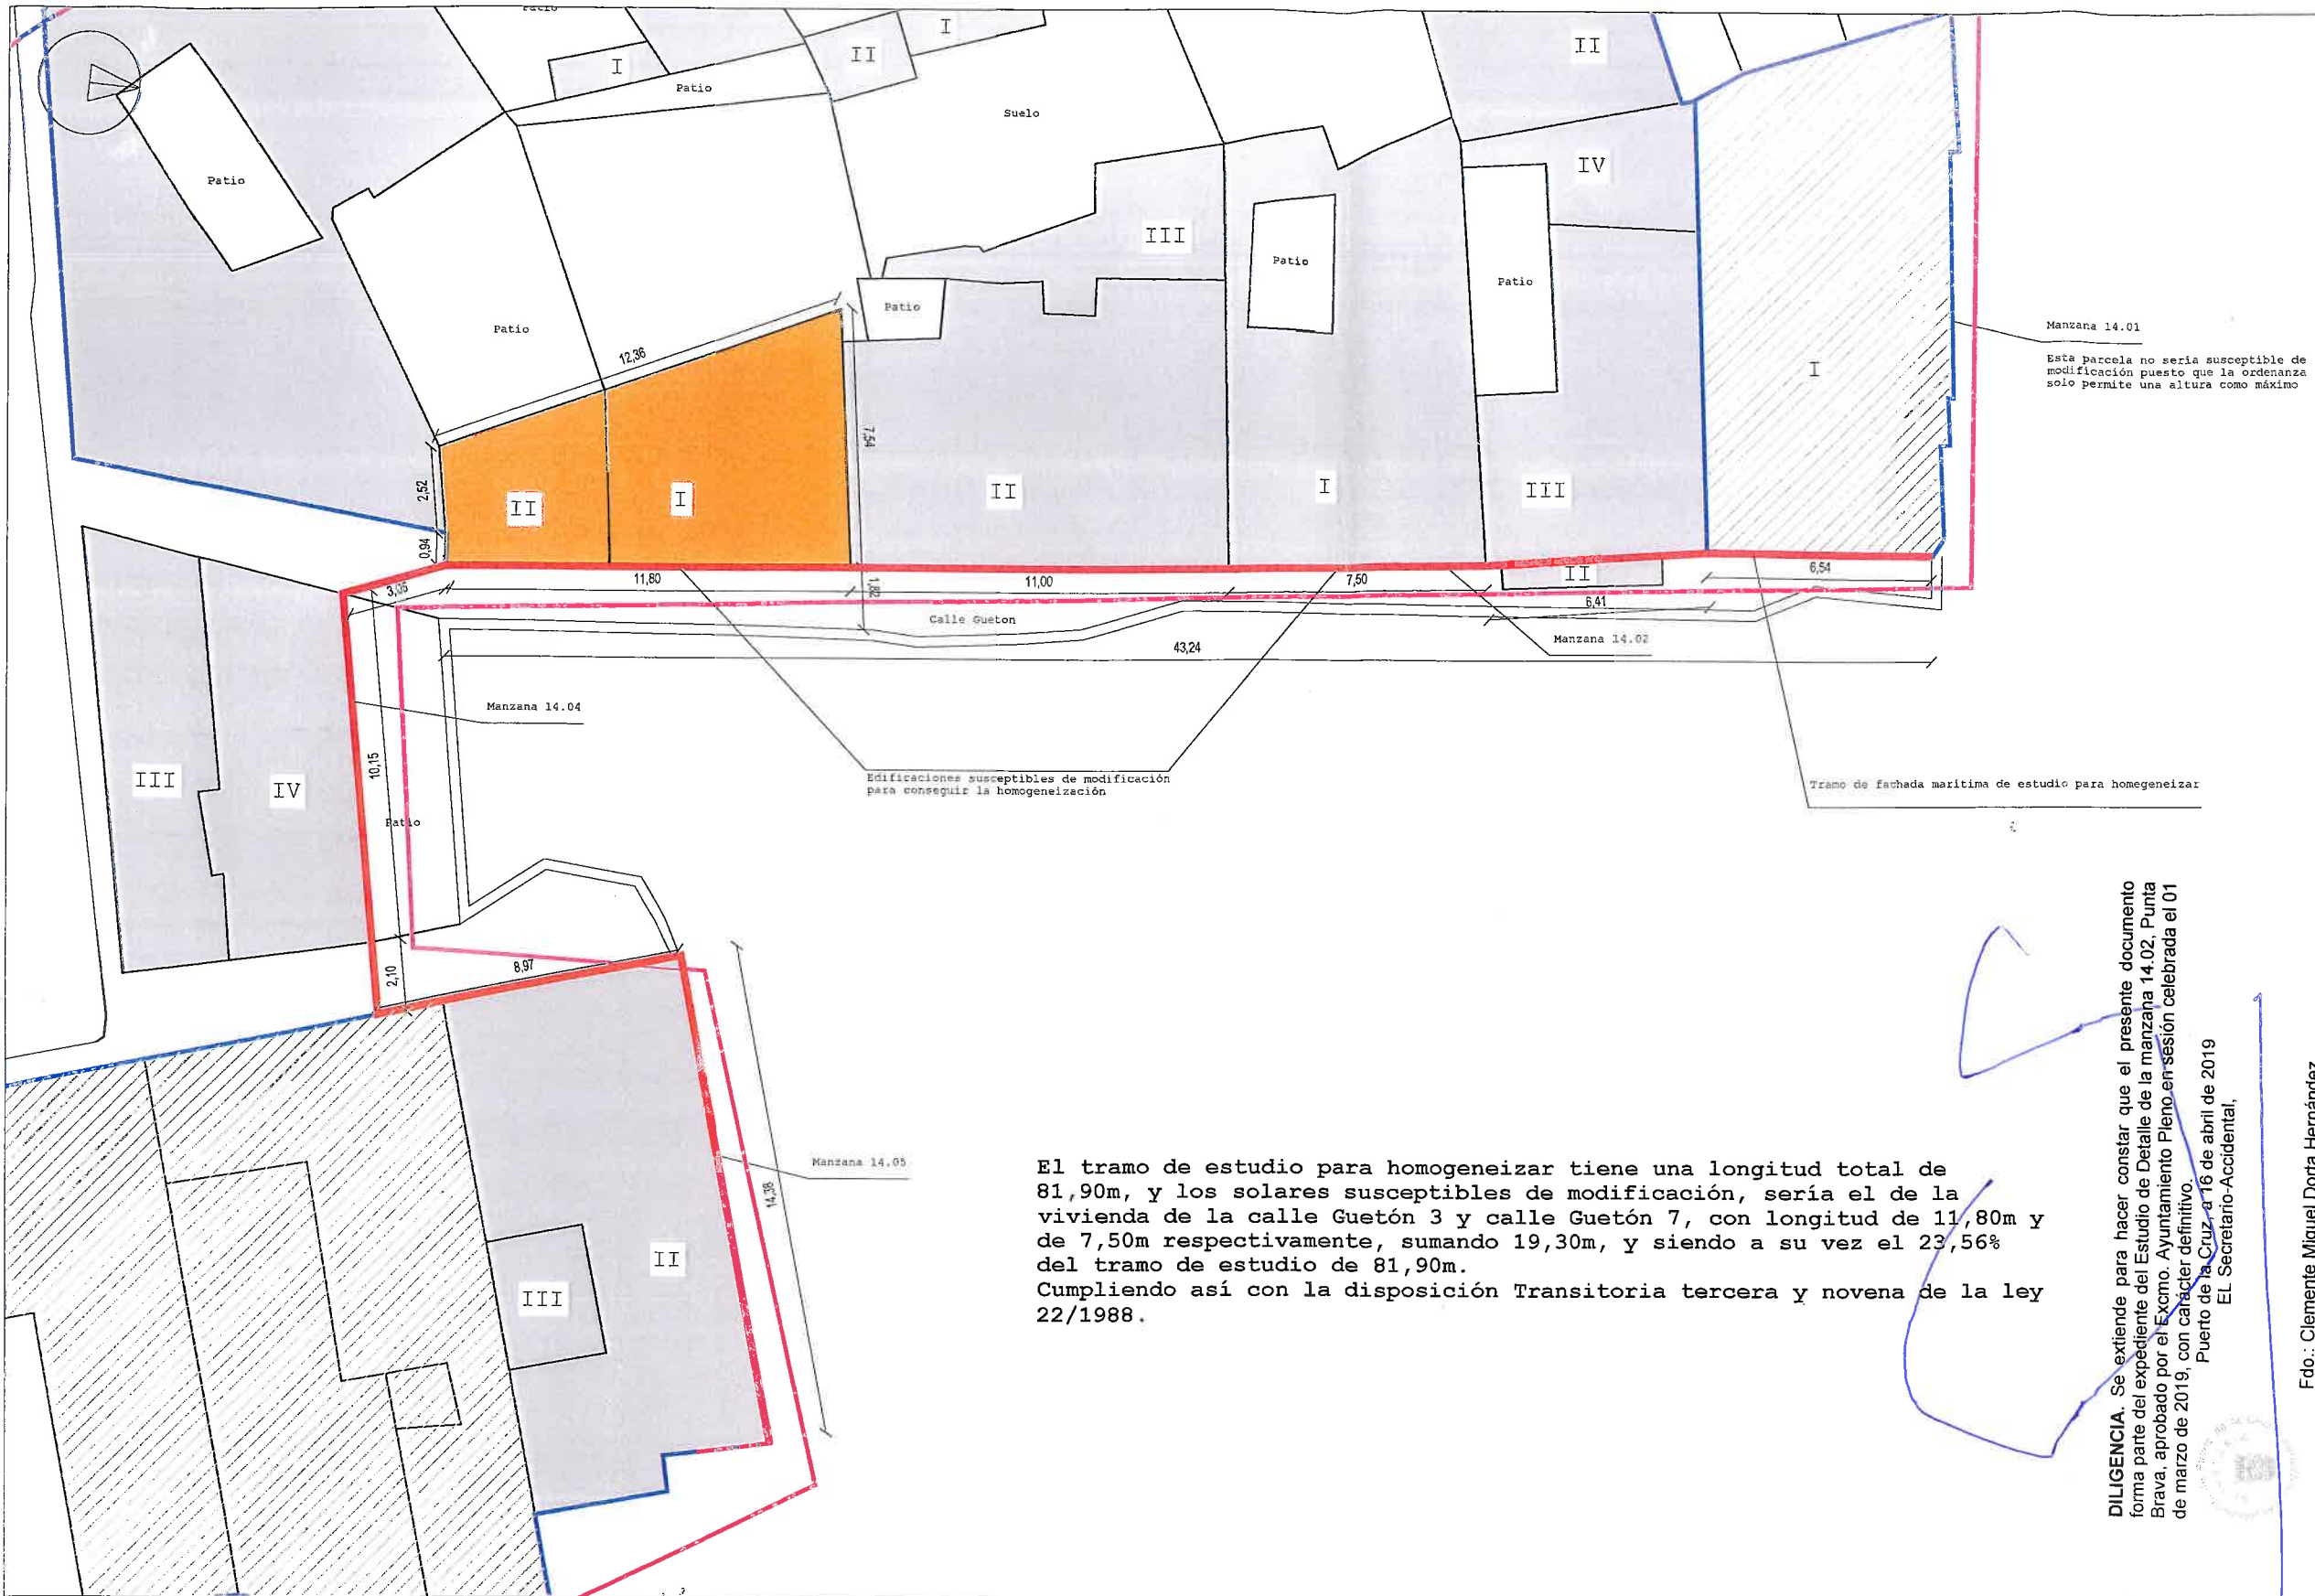 I
II
I
II
Patio
Suelo
Patio
IV
III
Patio
Patio
Patio
Patio
Manzana 14.01
Esta parcela no sería susceptible de
modificación puesto que la ordenanza
solo permite una altura como máximo
I
12,36
7,54
2,52
0,94
II
I
II
I
III
II
3,05
11,80
1,82
11,00
7,50
6,41
6,54
Calle Gueton
43,24
Manzana 14.02
Manzana 14.04
10,15
III
IV
Patio
Edificaciones susceptibles de modificación
para conseguir la homogeneización
Tramo de fachada marítima de estudio para homegeneizar
2,10
8,97
14,38
Manzana 14.05
II
III
El tramo de estudio para homogeneizar tiene una longitud total de
81,90m, y los solares susceptibles de modificación, sería el de la
vivienda de la calle Guetón 3 y calle Guetón 7, con longitud de 11,80m y
de 7,50m respectivamente, sumando 19,30m, y siendo a su vez el 23,56%
del tramo de estudio de 81,90m.
Cumpliendo así con la disposición Transitoria tercera y novena de la ley
22/1988.
DILIGENCIA. Se extiende para hacer constar que el presente documento
forma parte del expediente del Estudio de Detalle de la manzana 14.02, Punta
Brava, aprobado por el Excmo. Ayuntamiento Pleno en sesión celebrada el 01
de marzo de 2019, con carácter definitivo.
Puerto de la Cruz, a 16 de abril de 2019
EL Secretario-Accidental,
Fdo.: Clemente Miguel Dorta Hernández